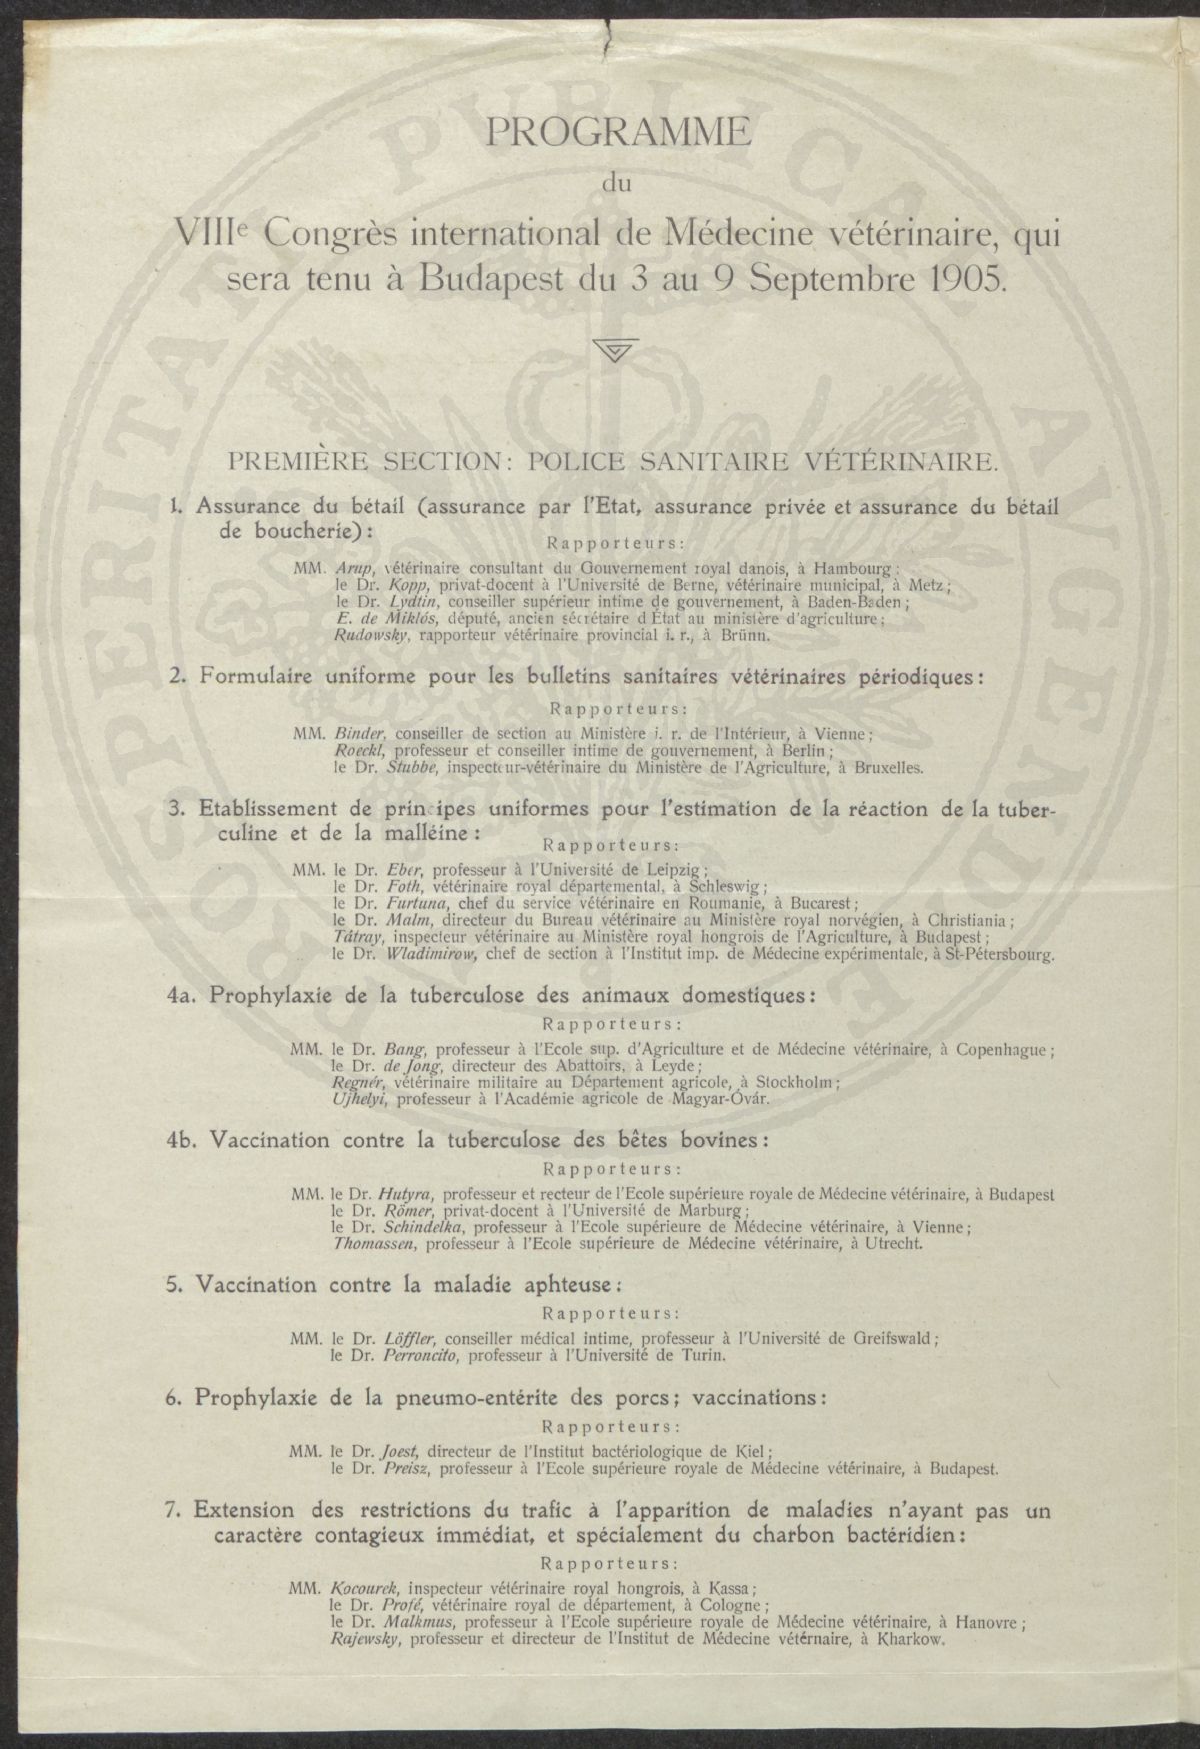 PROGRAMME
du
VIIIe Congrès international de Médecine vétérinaire, qui
sera tenu à Budapest du 3 au 9 Septembre 1905.
PREMIÈRE SECTION: POLICE SANITAIRE VÉTÉRINAIRE.
1. Assurance du bétail (assurance par l'Etat, assurance privée et assurance du bétail
de boucherie):
Rapporteurs:
MM. Arup, vétérinaire consultant du Gouvernement royal danois, à Hambourg;
le Dr. Kopp, privat-docent à l'Université de Berne, vétérinaire municipal, à Metz;
le Dr. Lydtin, conseiller supérieur intime de gouvernement, à Baden-Baden;
E. de Miklós, député, ancien sécrétaire d'État au ministère d'agriculture;
Rudowsky, rapporteur vétérinaire provincial i. r., à Brünn.
2. Formulaire uniforme pour les bulletins sanitaires vétérinaires périodiques:
Rapporteurs:
MM. Binder, conseiller de section au Ministère i. r. de l'Intérieur, à Vienne;
Roeckl, professeur et conseiller intime de gouvernement, à Berlin;
le Dr. Stubbe, inspecteur-vétérinaire du Ministère de l'Agriculture, à Bruxelles.
3. Etablissement de principes uniformes pour l'estimation de la réaction de la tuber-
culine et de la malléine:
Rapporteurs:
MM. le Dr. Eber, professeur à l'Université de Leipzig;
le Dr. Foth, vétérinaire royal départemental, à Schleswig;
le Dr. Furtuna, chef du service vétérinaire en Roumanie, à Bucarest;
le Dr. Malm, directeur du Bureau vétérinaire au Ministère royal norvégien, à Christiania;
Tátray, inspecteur vétérinaire au Ministère royal hongrois de l'Agriculture, à Budapest;
le Dr. Wladimirow, chef de section à l'Institut imp. de Médecine expérimentale, à St-Pétersbourg.
4a. Prophylaxie de la tuberculose des animaux domestiques:
Rapporteurs:
MM. le Dr. Bang, professeur à l'Ecole sup. d'Agriculture et de Médecine vétérinaire, à Copenhague;
le Dr. de Jong, directeur des Abattoirs, à Leyde;
Regnér, vétérinaire militaire au Département agricole, à Stockholm;
Ujhelyi, professeur à l'Académie agricole de Magyar-Óvár.
4b. Vaccination contre la tuberculose des bêtes bovines:
Rapporteurs:
MM. le Dr. Hutyra, professeur et recteur de l'Ecole supérieure royale de Médecine vétérinaire, à Budapest
le Dr. Römer, privat-docent à l'Université de Marburg;
le Dr. Schindelka, professeur à l'Ecole supérieure de Médecine vétérinaire, à Vienne;
Thomassen, professeur à l'Ecole supérieure de Médecine vétérinaire, à Utrecht.
5. Vaccination contre la maladie aphteuse:
Rapporteurs:
MM. le Dr. Löffler, conseiller médical intime, professeur à l'Université de Greifswald;
le Dr. Perroncito, professeur à l'Université de Turin.
6. Prophylaxie de la pneumo-entérite des porcs; vaccinations:
Rapporteurs:
MM. le Dr. Joest, directeur de l'Institut bactériologique de Kiel;
le Dr. Preisz, professeur à l'Ecole supérieure royale de Médecine vétérinaire, à Budapest.
7. Extension des restrictions du trafic à l'apparition de maladies n'ayant pas un
caractère contagieux immédiat, et spécialement du charbon bactéridien:
Rapporteurs:
MM. Kocourek, inspecteur vétérinaire royal hongrois, à Kassa;
le Dr. Profé, vétérinaire royal de département, à Cologne;
le Dr. Malkmus, professeur à l'Ecole supérieure royale de Médecine vétérinaire, à Hanovre;
Rajewsky, professeur et directeur de l'Institut de Médecine vétérnaire, à Kharkow.
PROSPERITATI PUBLICAE AUGENDAE